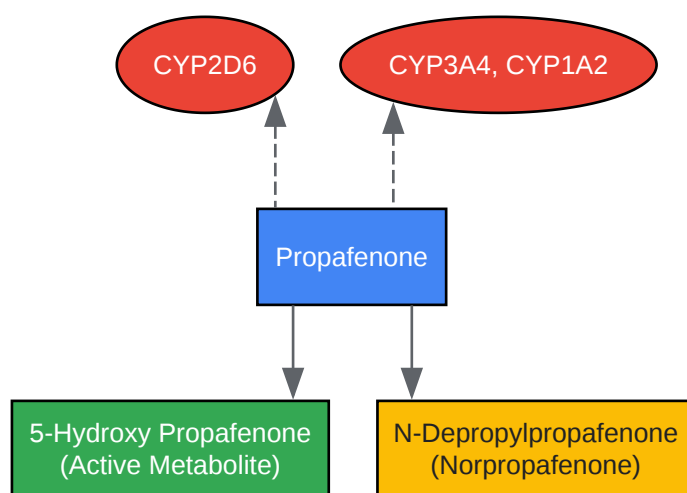 CYP2D6
CYP3A4, CYP1A2
Propafenone
5-Hydroxy Propafenone
(Active Metabolite)
N-Depropylpropafenone
(Norpropafenone)